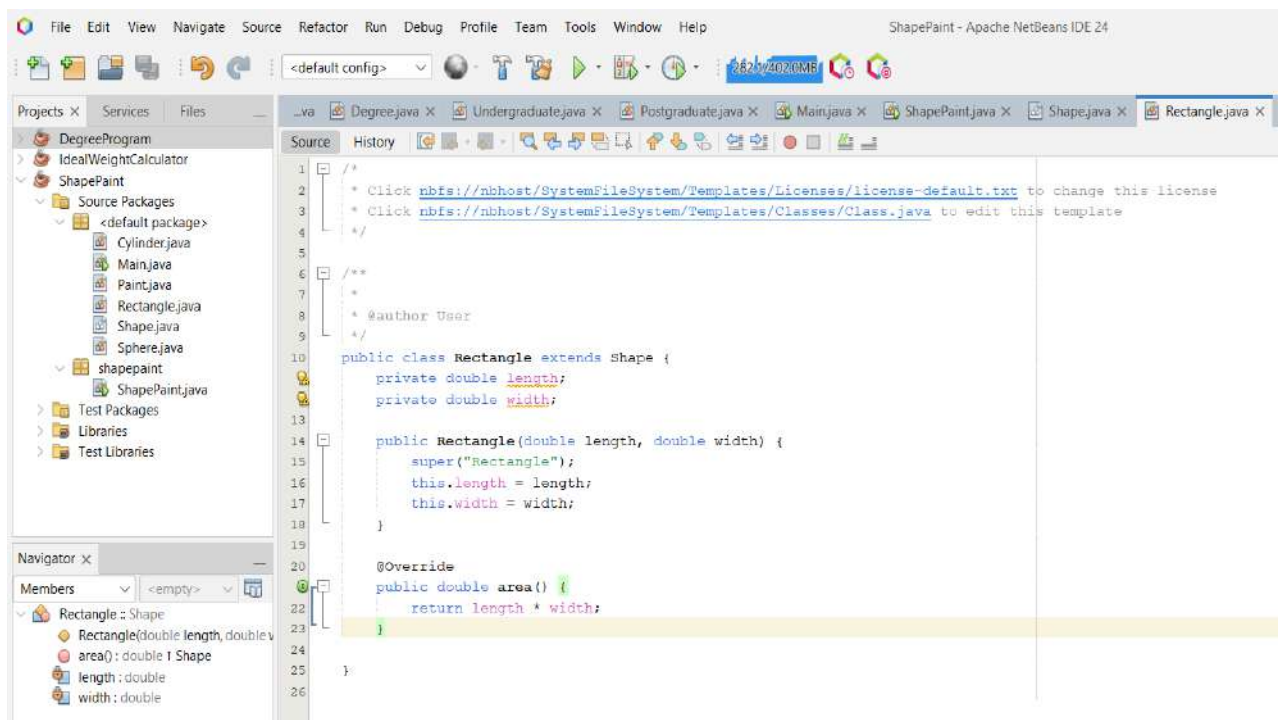 File Edit View Navigate Source Refactor Run Debug Profile Team Tools Window Help ShapePaint - Apache NetBeans IDE 24
<default config>
Projects Services Files
DegreeProgram
IdealWeightCalculator
ShapePaint
Source Packages
<default package>
Cylinder.java
Main.java
Paint.java
Rectangle.java
Shape.java
Sphere.java
shapepaint
ShapePaint.java
Test Packages
Libraries
Test Libraries
Navigator
Members <empty>
Rectangle :: Shape
Rectangle(double length, double v
area() : double ↑ Shape
length : double
width : double
...va Degree.java Undergraduate.java Postgraduate.java Main.java ShapePaint.java Shape.java Rectangle.java
Source History
1 /*
2 * Click nbfs://nbhost/SystemFileSystem/Templates/Licenses/license-default.txt to change this license
3 * Click nbfs://nbhost/SystemFileSystem/Templates/Classes/Class.java to edit this template
4 */
5
6 /**
7 *
8 * @author User
9 */
10 public class Rectangle extends Shape {
private double length;
private double width;
13
14 public Rectangle(double length, double width) {
15 super("Rectangle");
16 this.length = length;
17 this.width = width;
18 }
19
20 @Override
public double area() {
22 return length * width;
23 }
24
25 }
26